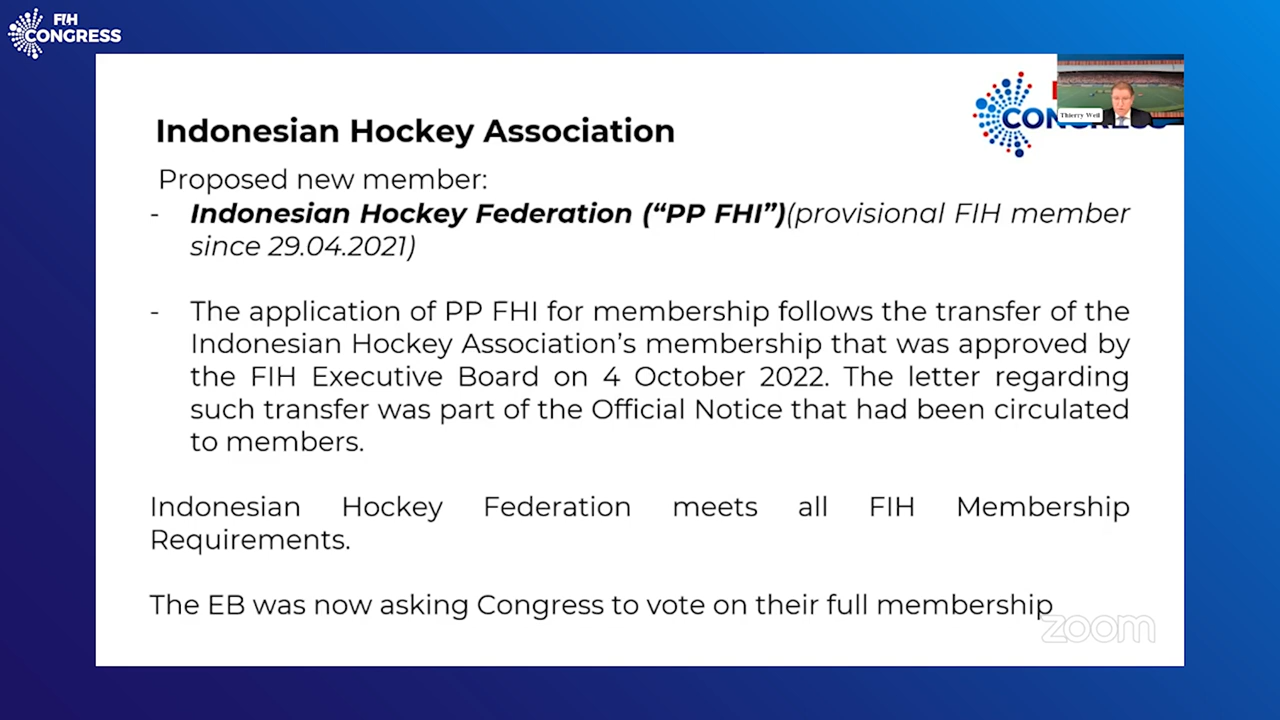 FIH
CONGRESS
CONGRESS
Thierry Weil
Indonesian Hockey Association
Proposed new member:
- Indonesian Hockey Federation (“PP FHI”)(provisional FIH member
since 29.04.2021)
- The application of PP FHI for membership follows the transfer of the
Indonesian Hockey Association’s membership that was approved by
the FIH Executive Board on 4 October 2022. The letter regarding
such transfer was part of the Official Notice that had been circulated
to members.
Indonesian Hockey Federation meets all FIH Membership
Requirements.
The EB was now asking Congress to vote on their full membership
zoom